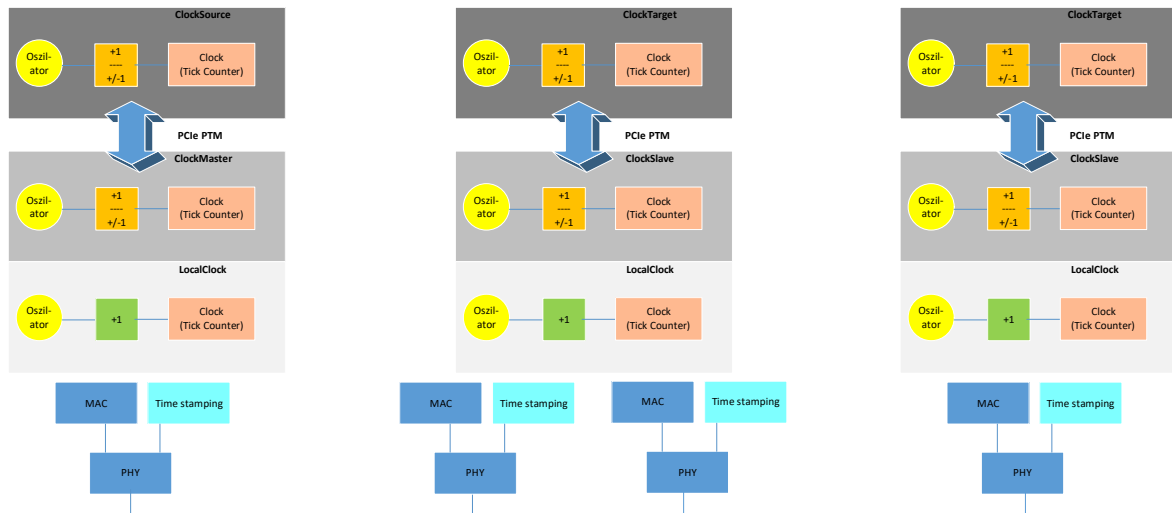 ClockSource
Oszil-
ator
+1
----
+/-1
Clock
(Tick Counter)
PCIe PTM
ClockMaster
Oszil-
ator
+1
----
+/-1
Clock
(Tick Counter)
LocalClock
Oszil-
ator
+1
Clock
(Tick Counter)
MAC
Time stamping
PHY
ClockTarget
Oszil-
ator
+1
----
+/-1
Clock
(Tick Counter)
PCIe PTM
ClockSlave
Oszil-
ator
+1
----
+/-1
Clock
(Tick Counter)
LocalClock
Oszil-
ator
+1
Clock
(Tick Counter)
MAC
Time stamping
MAC
Time stamping
PHY
PHY
ClockTarget
Oszil-
ator
+1
----
+/-1
Clock
(Tick Counter)
PCIe PTM
ClockSlave
Oszil-
ator
+1
----
+/-1
Clock
(Tick Counter)
LocalClock
Oszil-
ator
+1
Clock
(Tick Counter)
MAC
Time stamping
PHY